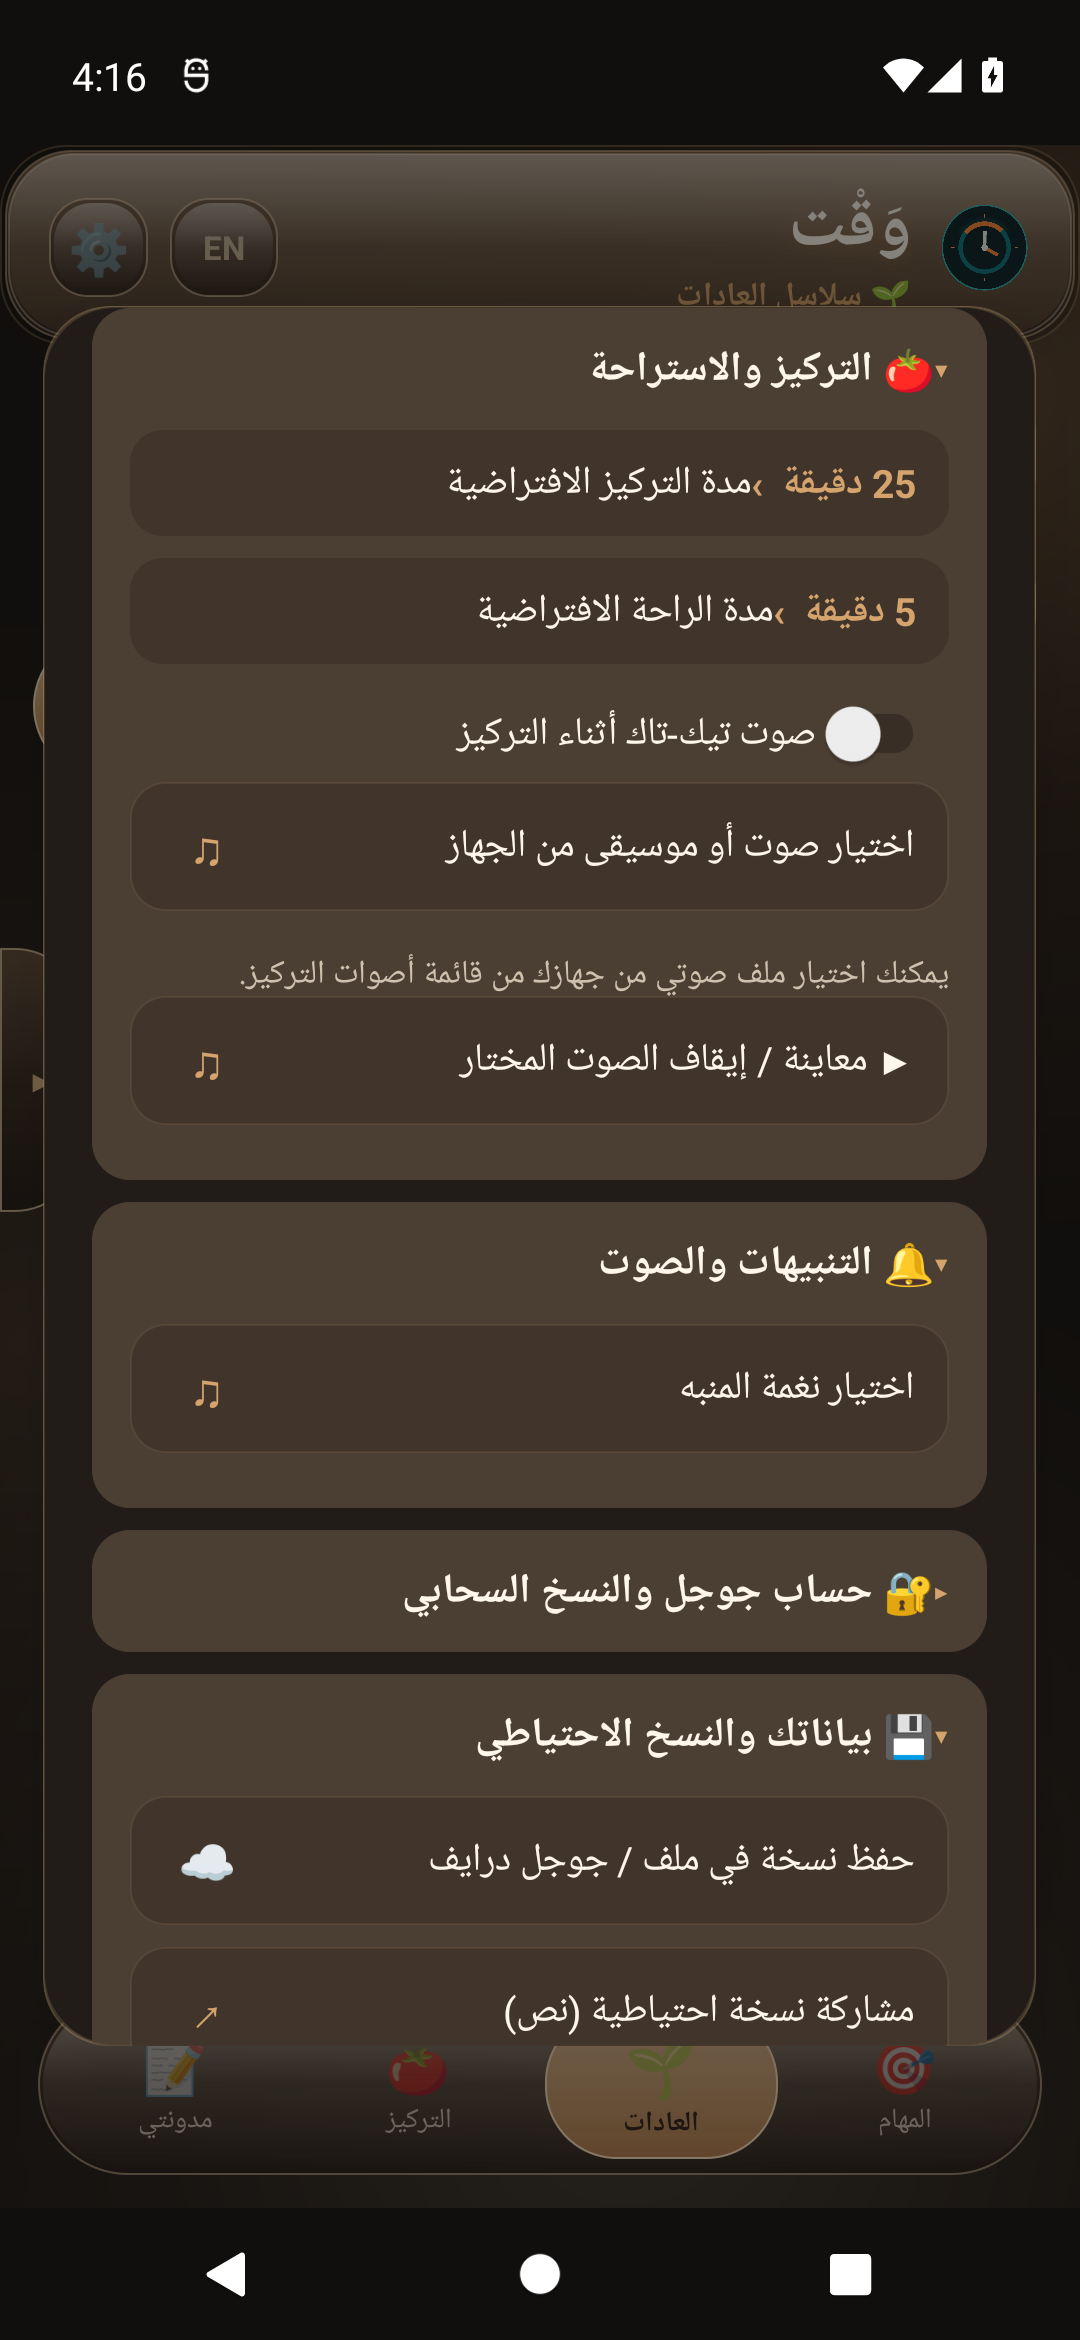 4:16
وَقْت
EN
🌱 سلاسل العادات
🍅 التركيز والاستراحة
25 دقيقة ‹ مدة التركيز الافتراضية
5 دقيقة ‹ مدة الراحة الافتراضية
صوت تيك-تاك أثناء التركيز
اختيار صوت أو موسيقى من الجهاز ♫
يمكنك اختيار ملف صوتي من جهازك من قائمة أصوات التركيز.
▶ معاينة / إيقاف الصوت المختار ♫
🔔 التنبيهات والصوت
اختيار نغمة المنبه ♫
🔐 حساب جوجل والنسخ السحابي
💾 بياناتك والنسخ الاحتياطي
حفظ نسخة في ملف / جوجل درايف
مشاركة نسخة احتياطية (نص)
المهام
العادات
التركيز
مدونتي